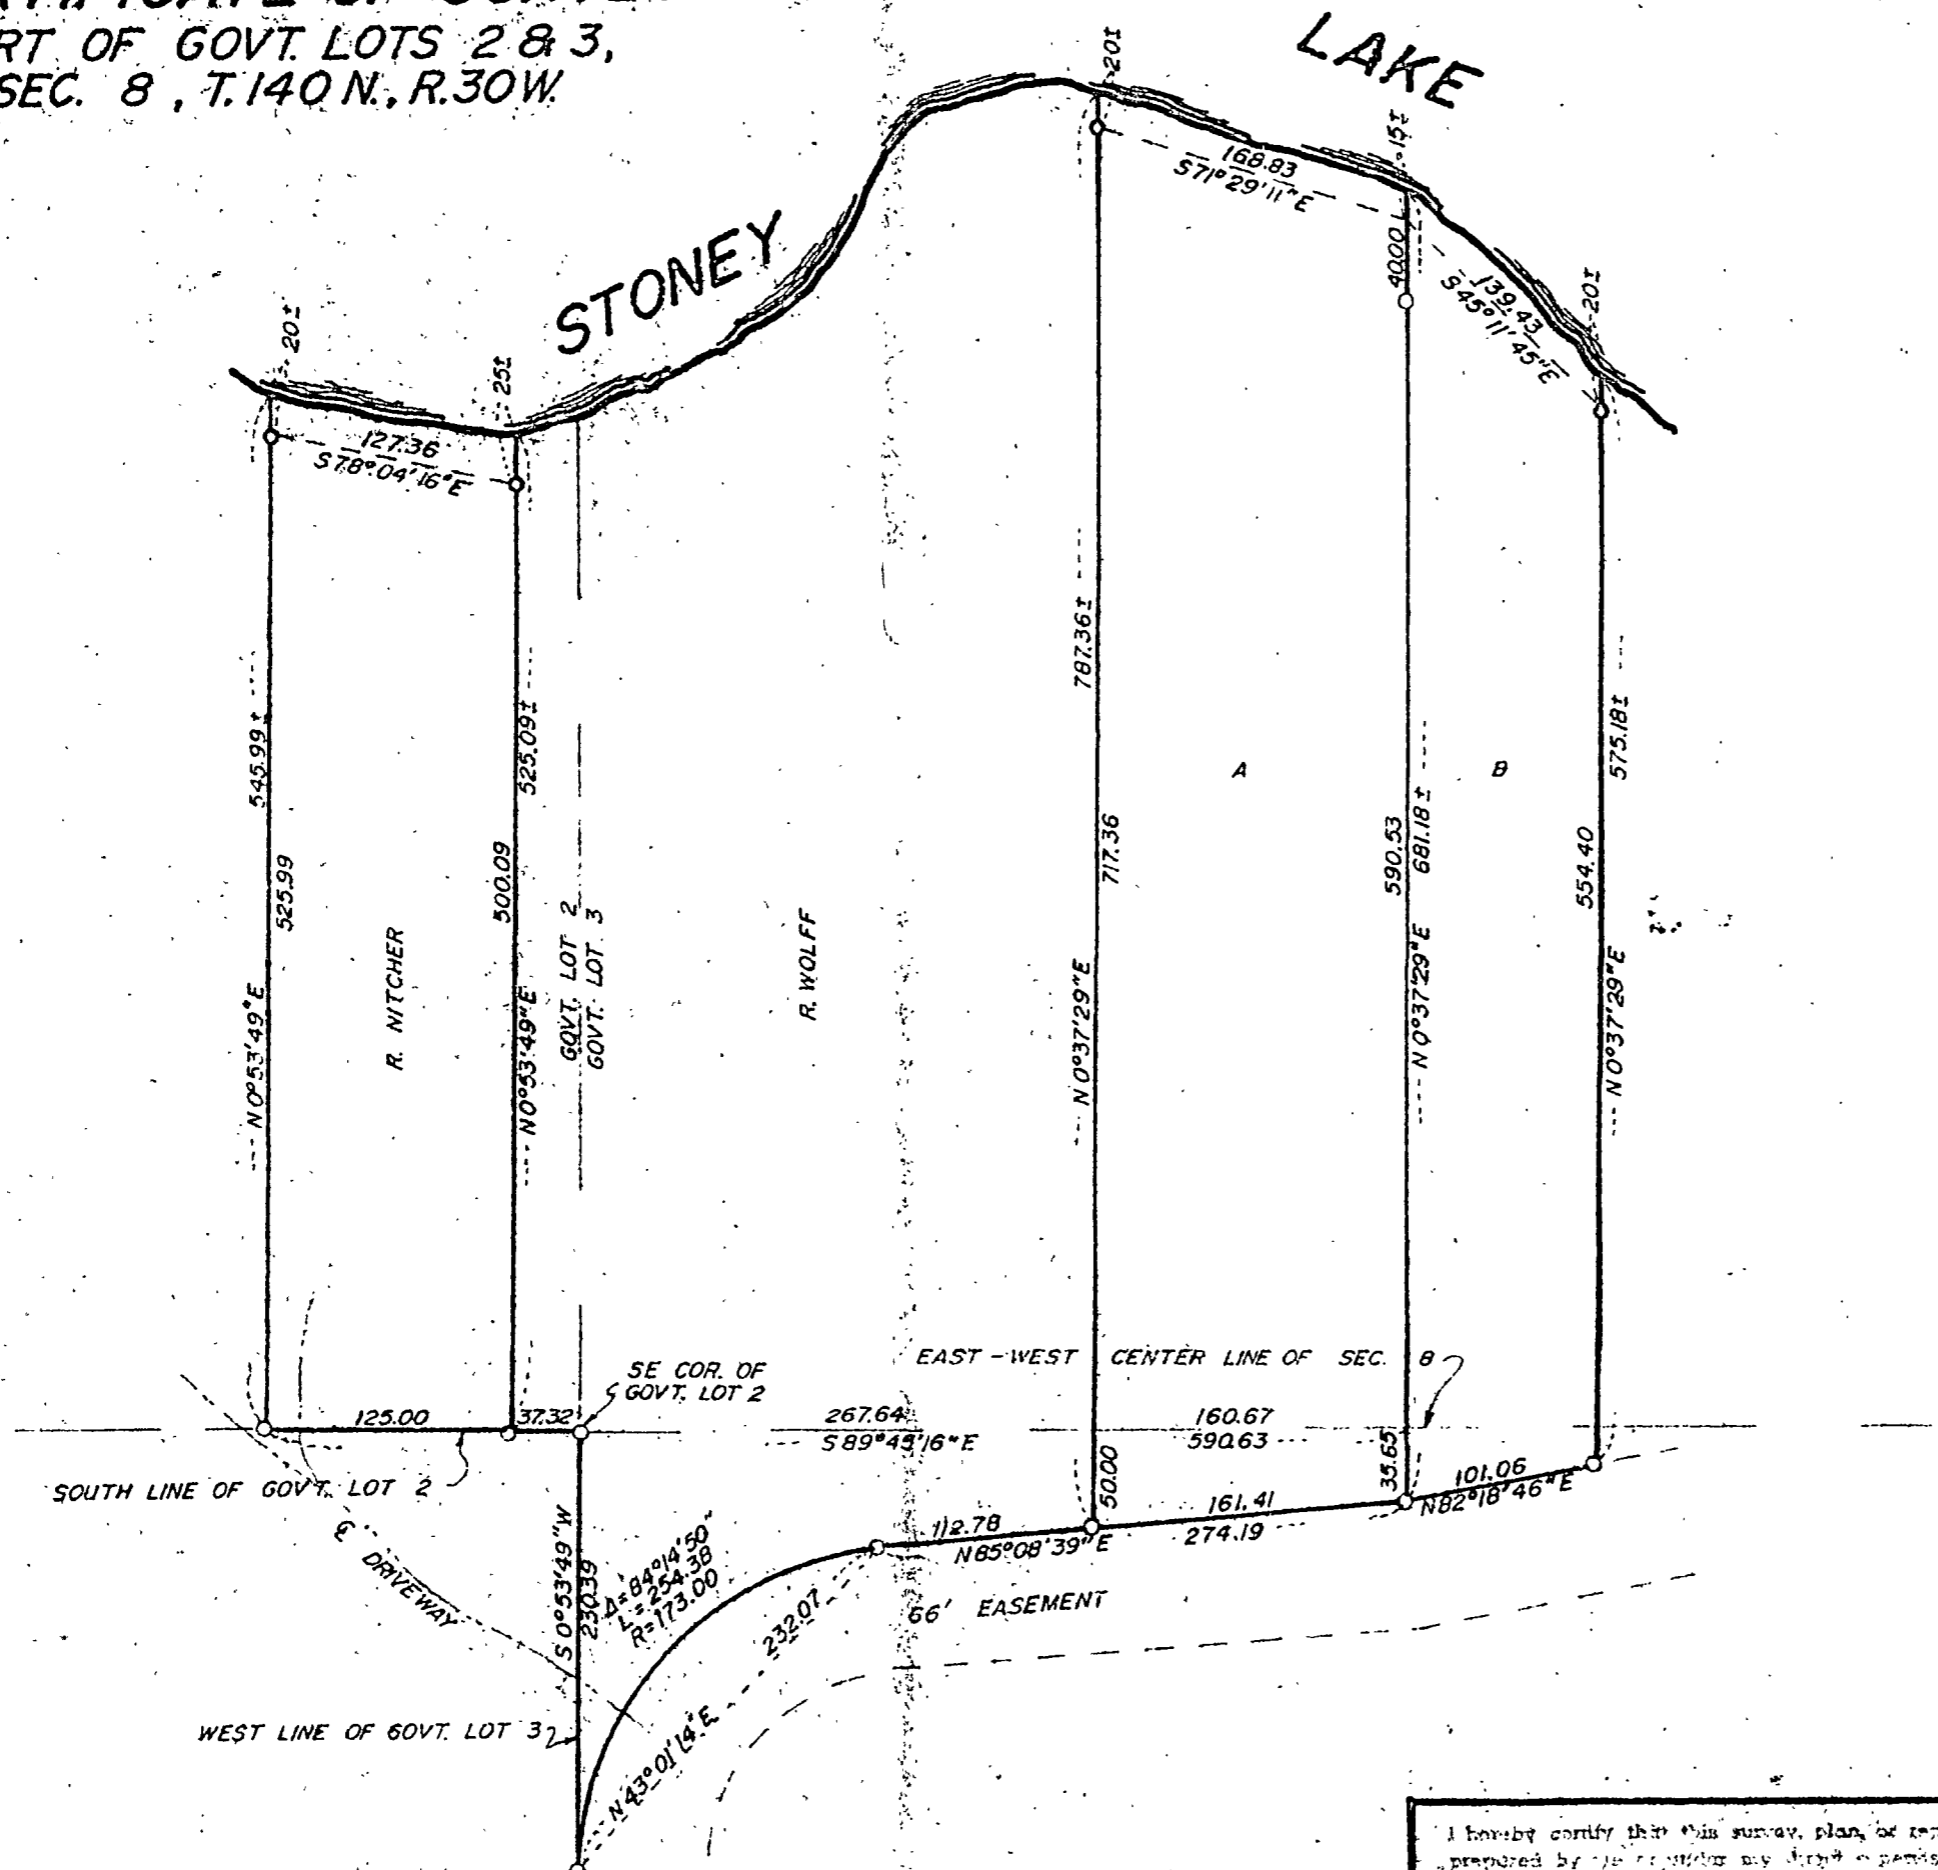 RT OF GOVT. LOTS 2 & 3,
SEC. 8, T. 140 N., R. 30 W.
STONEY LAKE
20±
25±
20±
15±
20±
127.36
S78°04'16"E
168.83
S71°29'11"E
139.43
S45°11'45"E
40.00
545.99±
525.99
N0°53'49"E
R. NITCHER
525.09±
500.09
N0°53'49"E
GOVT. LOT 2
GOVT. LOT 3
R. WOLFF
787.36±
717.36
N0°37'29"E
A
590.53
681.18±
N0°37'29"E
B
575.18±
554.40
N0°37'29"E
EAST-WEST CENTER LINE OF SEC. 8
SE COR. OF
GOVT. LOT 2
125.00
37.32
267.64
S89°45'16"E
160.67
590.63
50.00
35.65
SOUTH LINE OF GOVT. LOT 2
101.06
N82°18'46"E
161.41
274.19
112.78
N85°08'39"E
66' EASEMENT
DRIVEWAY
S0°53'49"W
230.39
Δ=84°14'50"
L=254.38
R=173.00
232.07
N43°01'14"E
WEST LINE OF GOVT. LOT 3
I hereby certify that this survey, plan, or
prepared by me or under my direct